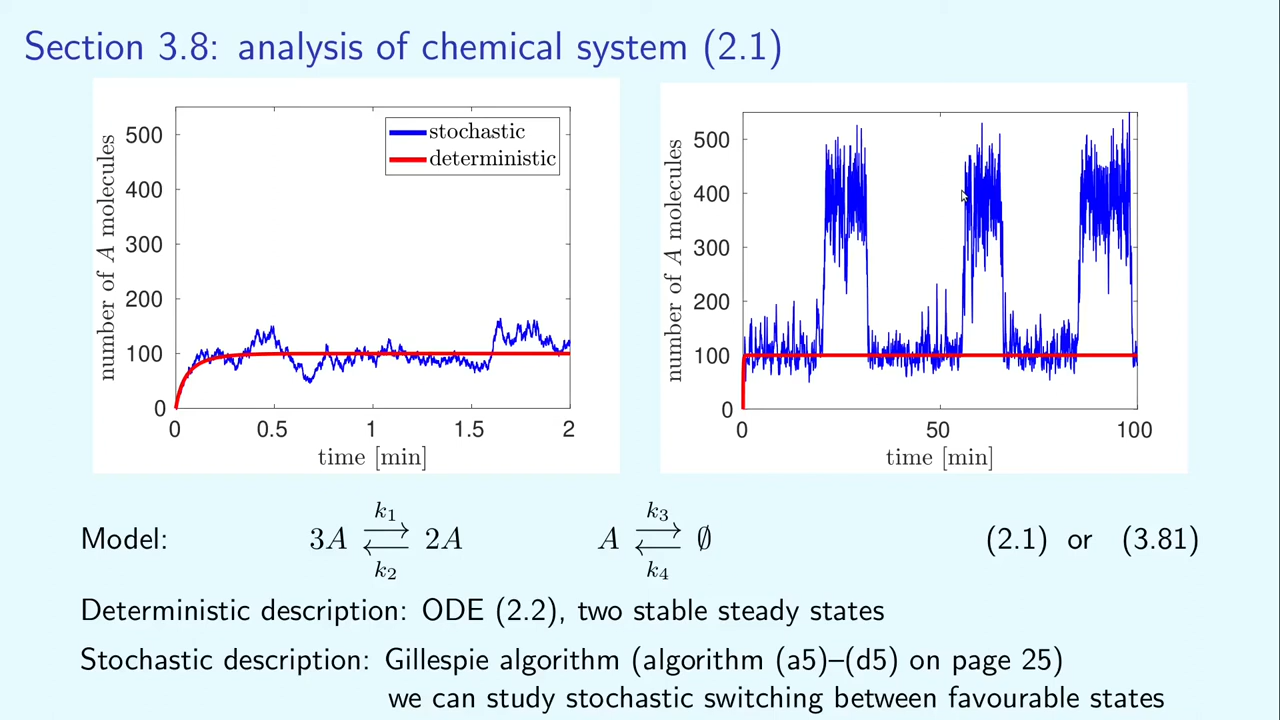 Section 3.8: analysis of chemical system (2.1)
number of A molecules
500
400
300
200
100
0
0 0.5 1 1.5 2
time [min]
stochastic
deterministic
number of A molecules
500
400
300
200
100
0
0 50 100
time [min]
Model: 3A k₁ ⇄ k₂ 2A A k₃ ⇄ k₄ ∅ (2.1) or (3.81)
Deterministic description: ODE (2.2), two stable steady states
Stochastic description: Gillespie algorithm (algorithm (a5)–(d5) on page 25)
we can study stochastic switching between favourable states